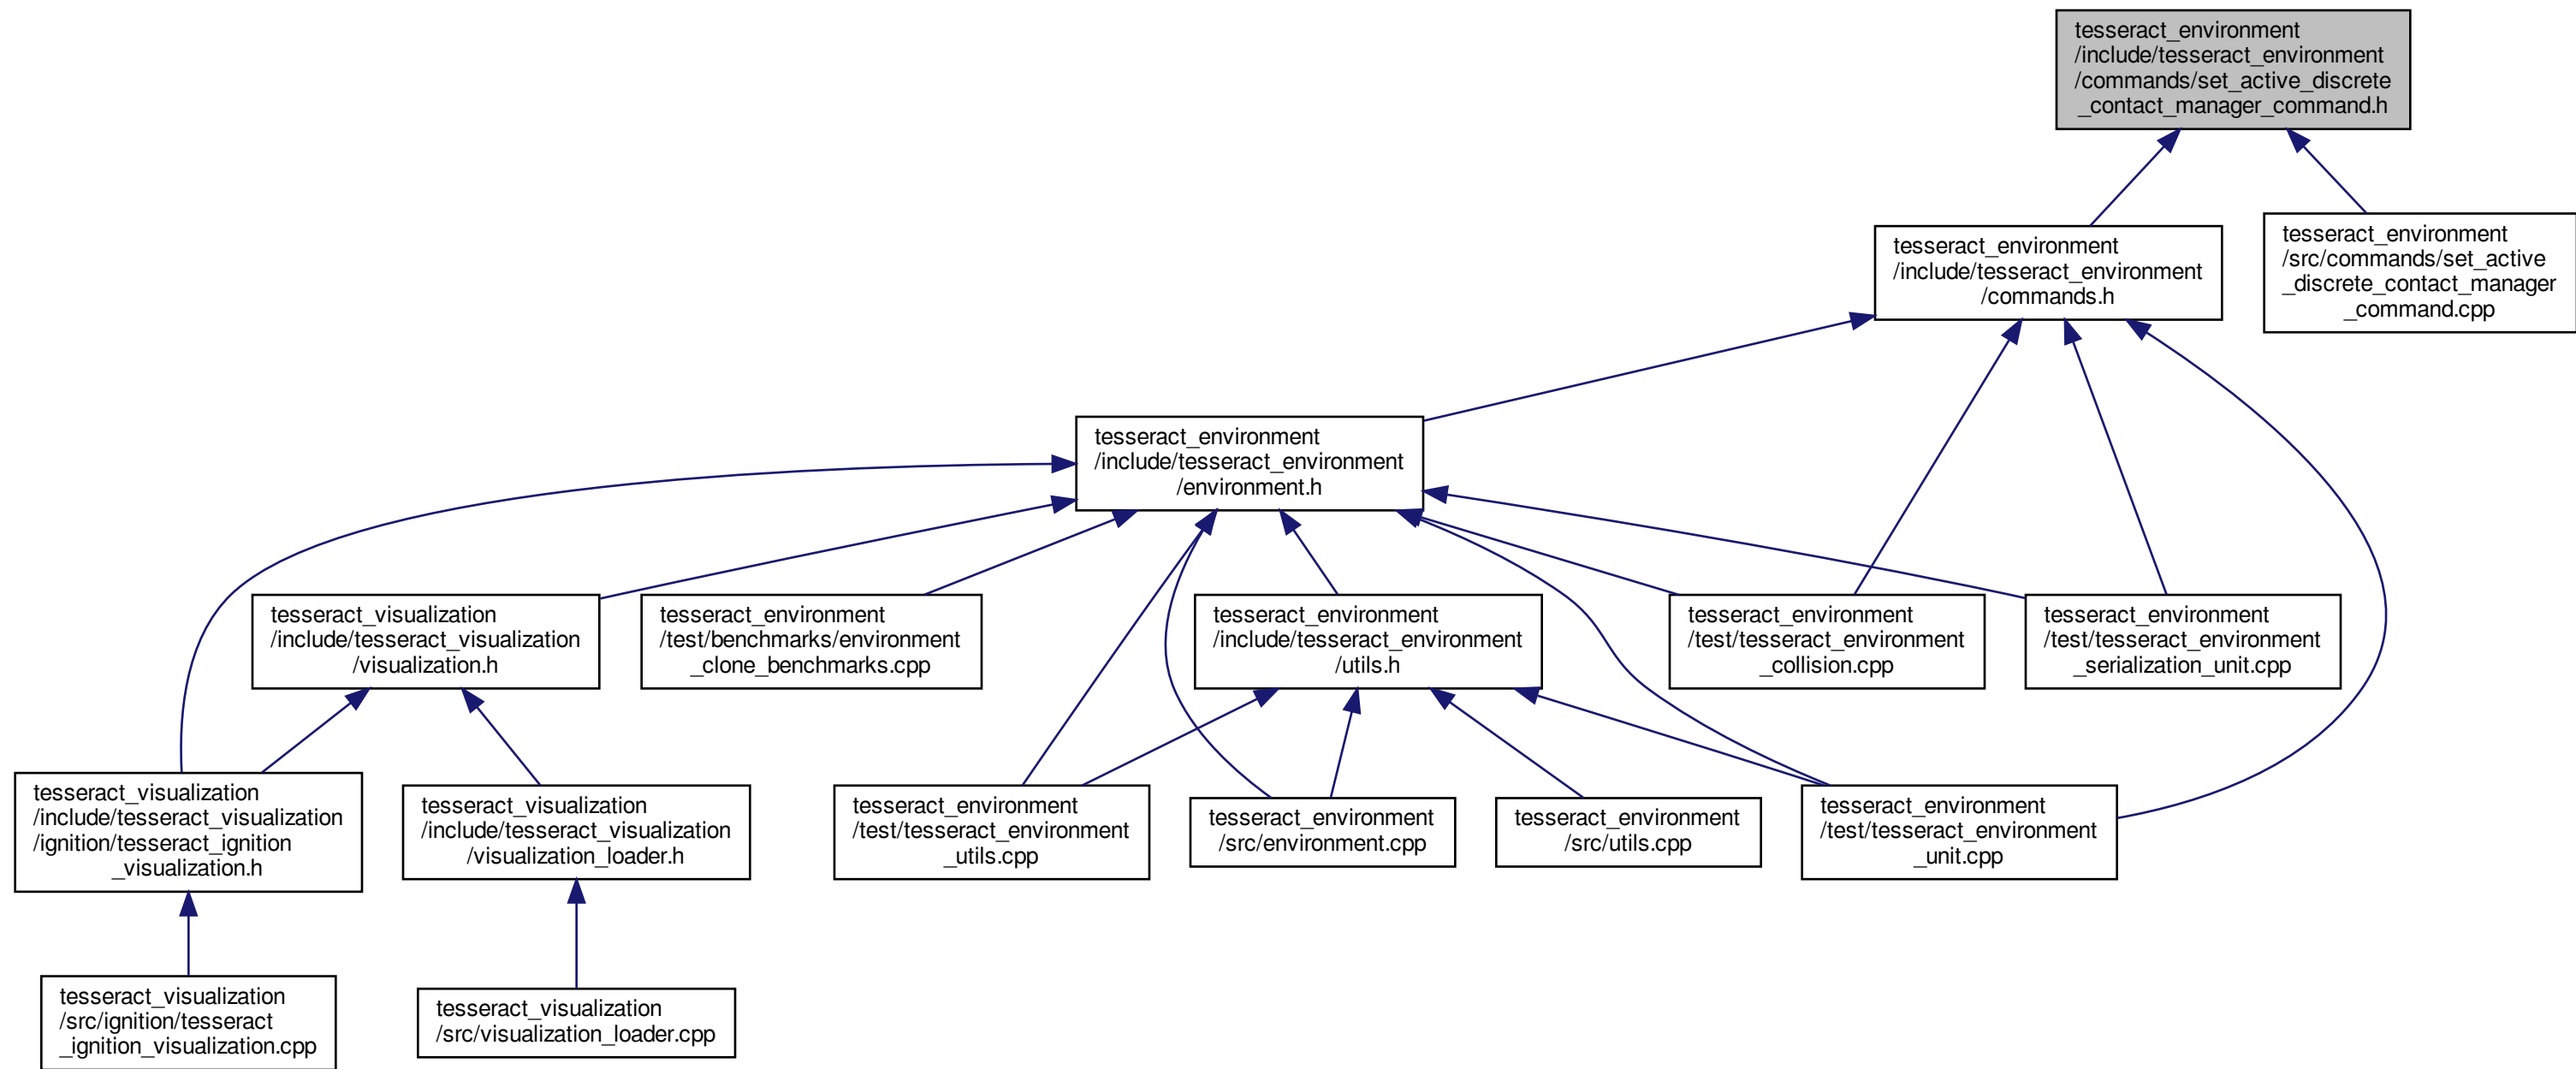 tesseract_environment
/include/tesseract_environment
/commands/set_active_discrete
_contact_manager_command.h
tesseract_environment
/include/tesseract_environment
/commands.h
tesseract_environment
/src/commands/set_active
_discrete_contact_manager
_command.cpp
tesseract_environment
/include/tesseract_environment
/environment.h
tesseract_visualization
/include/tesseract_visualization
/visualization.h
tesseract_environment
/test/benchmarks/environment
_clone_benchmarks.cpp
tesseract_environment
/include/tesseract_environment
/utils.h
tesseract_environment
/test/tesseract_environment
_collision.cpp
tesseract_environment
/test/tesseract_environment
_serialization_unit.cpp
tesseract_visualization
/include/tesseract_visualization
/ignition/tesseract_ignition
_visualization.h
tesseract_visualization
/include/tesseract_visualization
/visualization_loader.h
tesseract_environment
/test/tesseract_environment
_utils.cpp
tesseract_environment
/src/environment.cpp
tesseract_environment
/src/utils.cpp
tesseract_environment
/test/tesseract_environment
_unit.cpp
tesseract_visualization
/src/ignition/tesseract
_ignition_visualization.cpp
tesseract_visualization
/src/visualization_loader.cpp